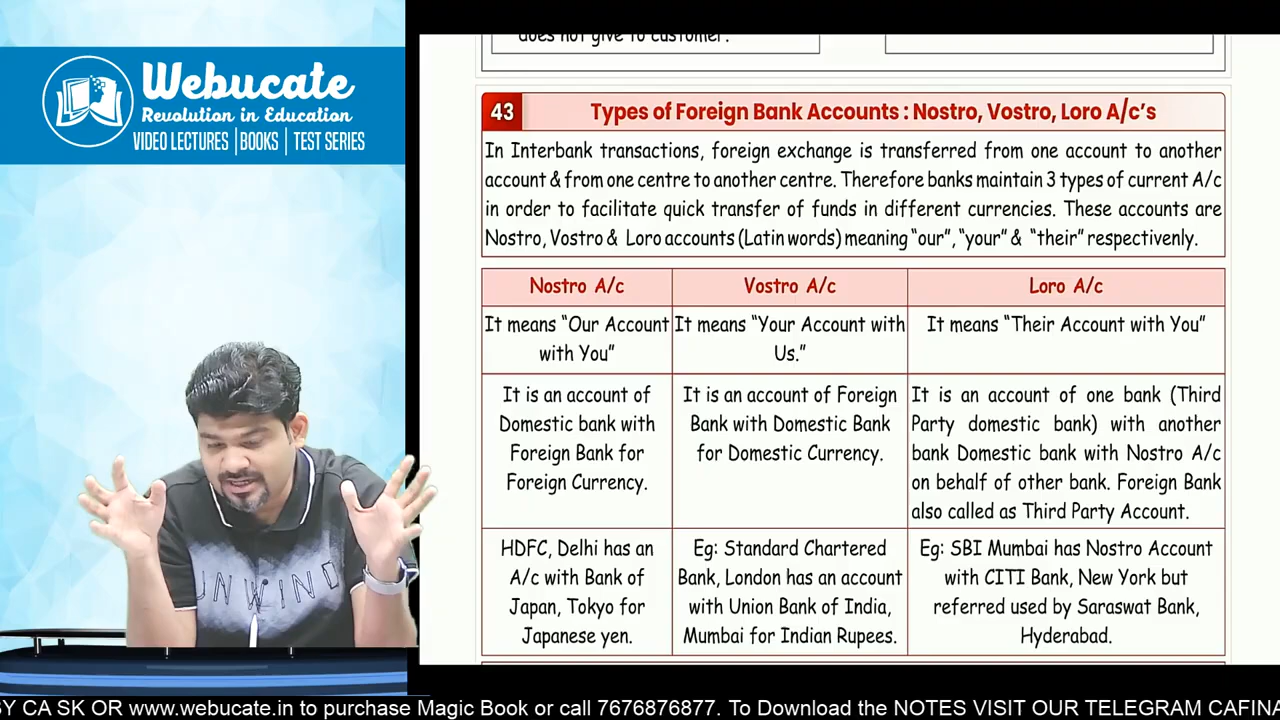 Webucate
Revolution in Education
VIDEO LECTURES | BOOKS | TEST SERIES
UNWIND
does not give to customer.
43
Types of Foreign Bank Accounts : Nostro, Vostro, Loro A/c's
In Interbank transactions, foreign exchange is transferred from one account to another
account & from one centre to another centre. Therefore banks maintain 3 types of current A/c
in order to facilitate quick transfer of funds in different currencies. These accounts are
Nostro, Vostro & Loro accounts (Latin words) meaning "our", "your" & "their" respectivenly.
Nostro A/c
Vostro A/c
Loro A/c
It means "Our Account
with You"
It means "Your Account with
Us."
It means "Their Account with You"
It is an account of
Domestic bank with
Foreign Bank for
Foreign Currency.
It is an account of Foreign
Bank with Domestic Bank
for Domestic Currency.
It is an account of one bank (Third
Party domestic bank) with another
bank Domestic bank with Nostro A/c
on behalf of other bank. Foreign Bank
also called as Third Party Account.
HDFC, Delhi has an
A/c with Bank of
Japan, Tokyo for
Japanese yen.
Eg: Standard Chartered
Bank, London has an account
with Union Bank of India,
Mumbai for Indian Rupees.
Eg: SBI Mumbai has Nostro Account
with CITI Bank, New York but
referred used by Saraswat Bank,
Hyderabad.
BY CA SK OR www.webucate.in to purchase Magic Book or call 7676876877. To Download the NOTES VISIT OUR TELEGRAM CAFINA